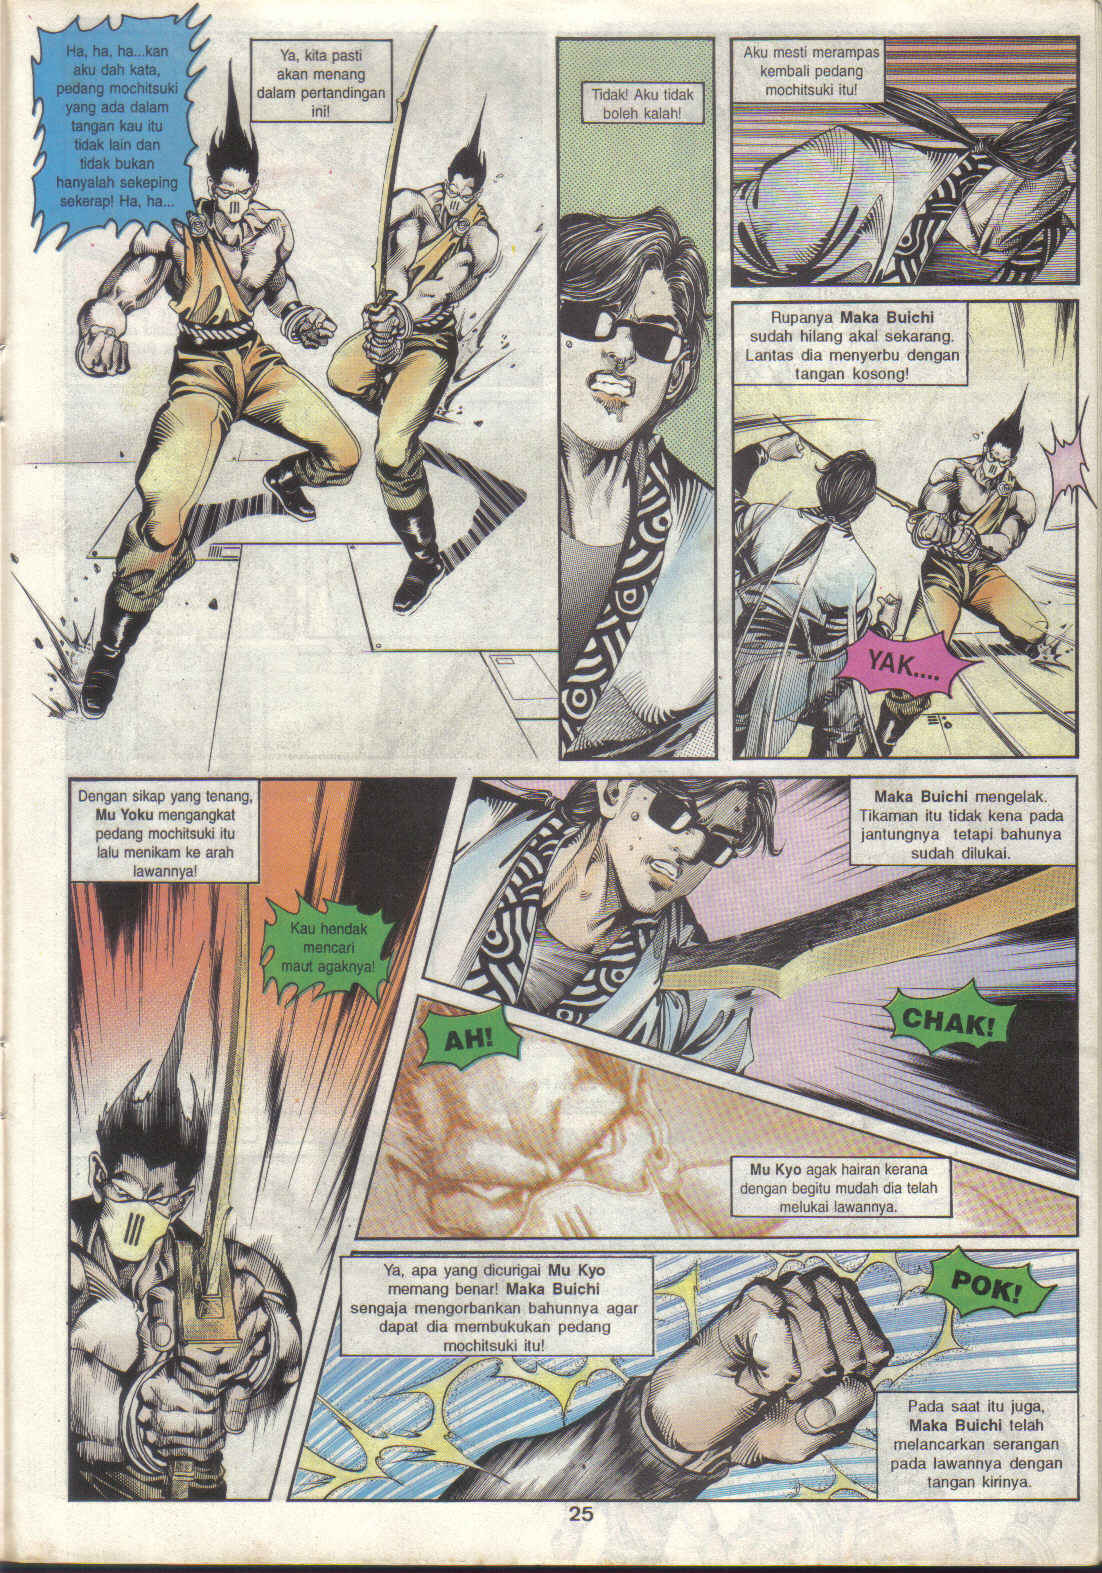 Ha, ha, ha...kan
aku dah kata,
pedang mochitsuki
yang ada dalam
tangan kau itu
tidak lain dan
tidak bukan
hanyalah sekeping
sekerap! Ha, ha...
Ya, kita pasti
akan menang
dalam pertandingan
ini!
Tidak! Aku tidak
boleh kalah!
Aku mesti merampas
kembali pedang
mochitsuki itu!
Rupanya Maka Buichi
sudah hilang akal sekarang.
Lantas dia menyerbu dengan
tangan kosong!
YAK....
Dengan sikap yang tenang,
Mu Yoku mengangkat
pedang mochitsuki itu
lalu menikam ke arah
lawannya!
Kau hendak
mencari
maut agaknya!
Maka Buichi mengelak.
Tikaman itu tidak kena pada
jantungnya tetapi bahunya
sudah dilukai.
CHAK!
AH!
Mu Kyo agak hairan kerana
dengan begitu mudah dia telah
melukai lawannya.
Ya, apa yang dicurigai Mu Kyo
memang benar! Maka Buichi
sengaja mengorbankan bahunnya agar
dapat dia membukukan pedang
mochitsuki itu!
POK!
Pada saat itu juga,
Maka Buichi telah
melancarkan serangan
pada lawannya dengan
tangan kirinya.
25